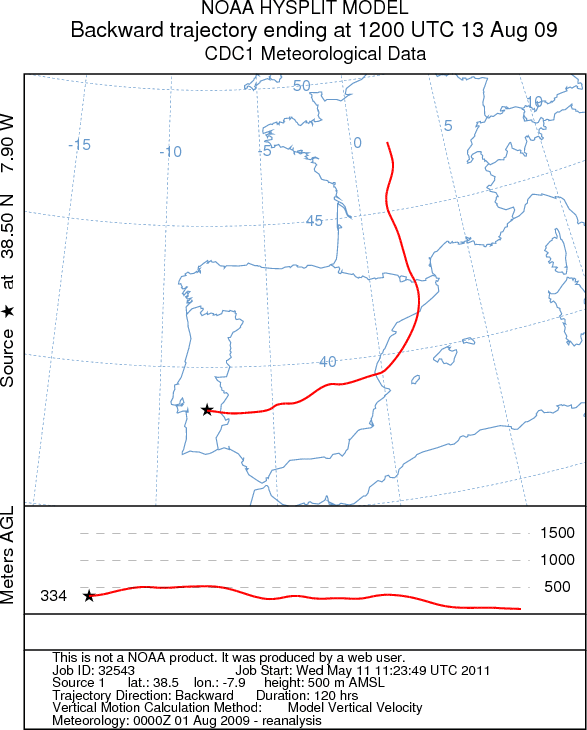 NOAA HYSPLIT MODEL
Backward trajectory ending at 1200 UTC 13 Aug 09
CDC1 Meteorological Data
Source ★ at 38.50 N 7.90 W
50
10
-15
-10
-5
0
5
45
40
Meters AGL
1500
1000
500
334
This is not a NOAA product. It was produced by a web user.
Job ID: 32543 Job Start: Wed May 11 11:23:49 UTC 2011
Source 1 lat.: 38.5 lon.: -7.9 height: 500 m AMSL
Trajectory Direction: Backward Duration: 120 hrs
Vertical Motion Calculation Method: Model Vertical Velocity
Meteorology: 0000Z 01 Aug 2009 - reanalysis